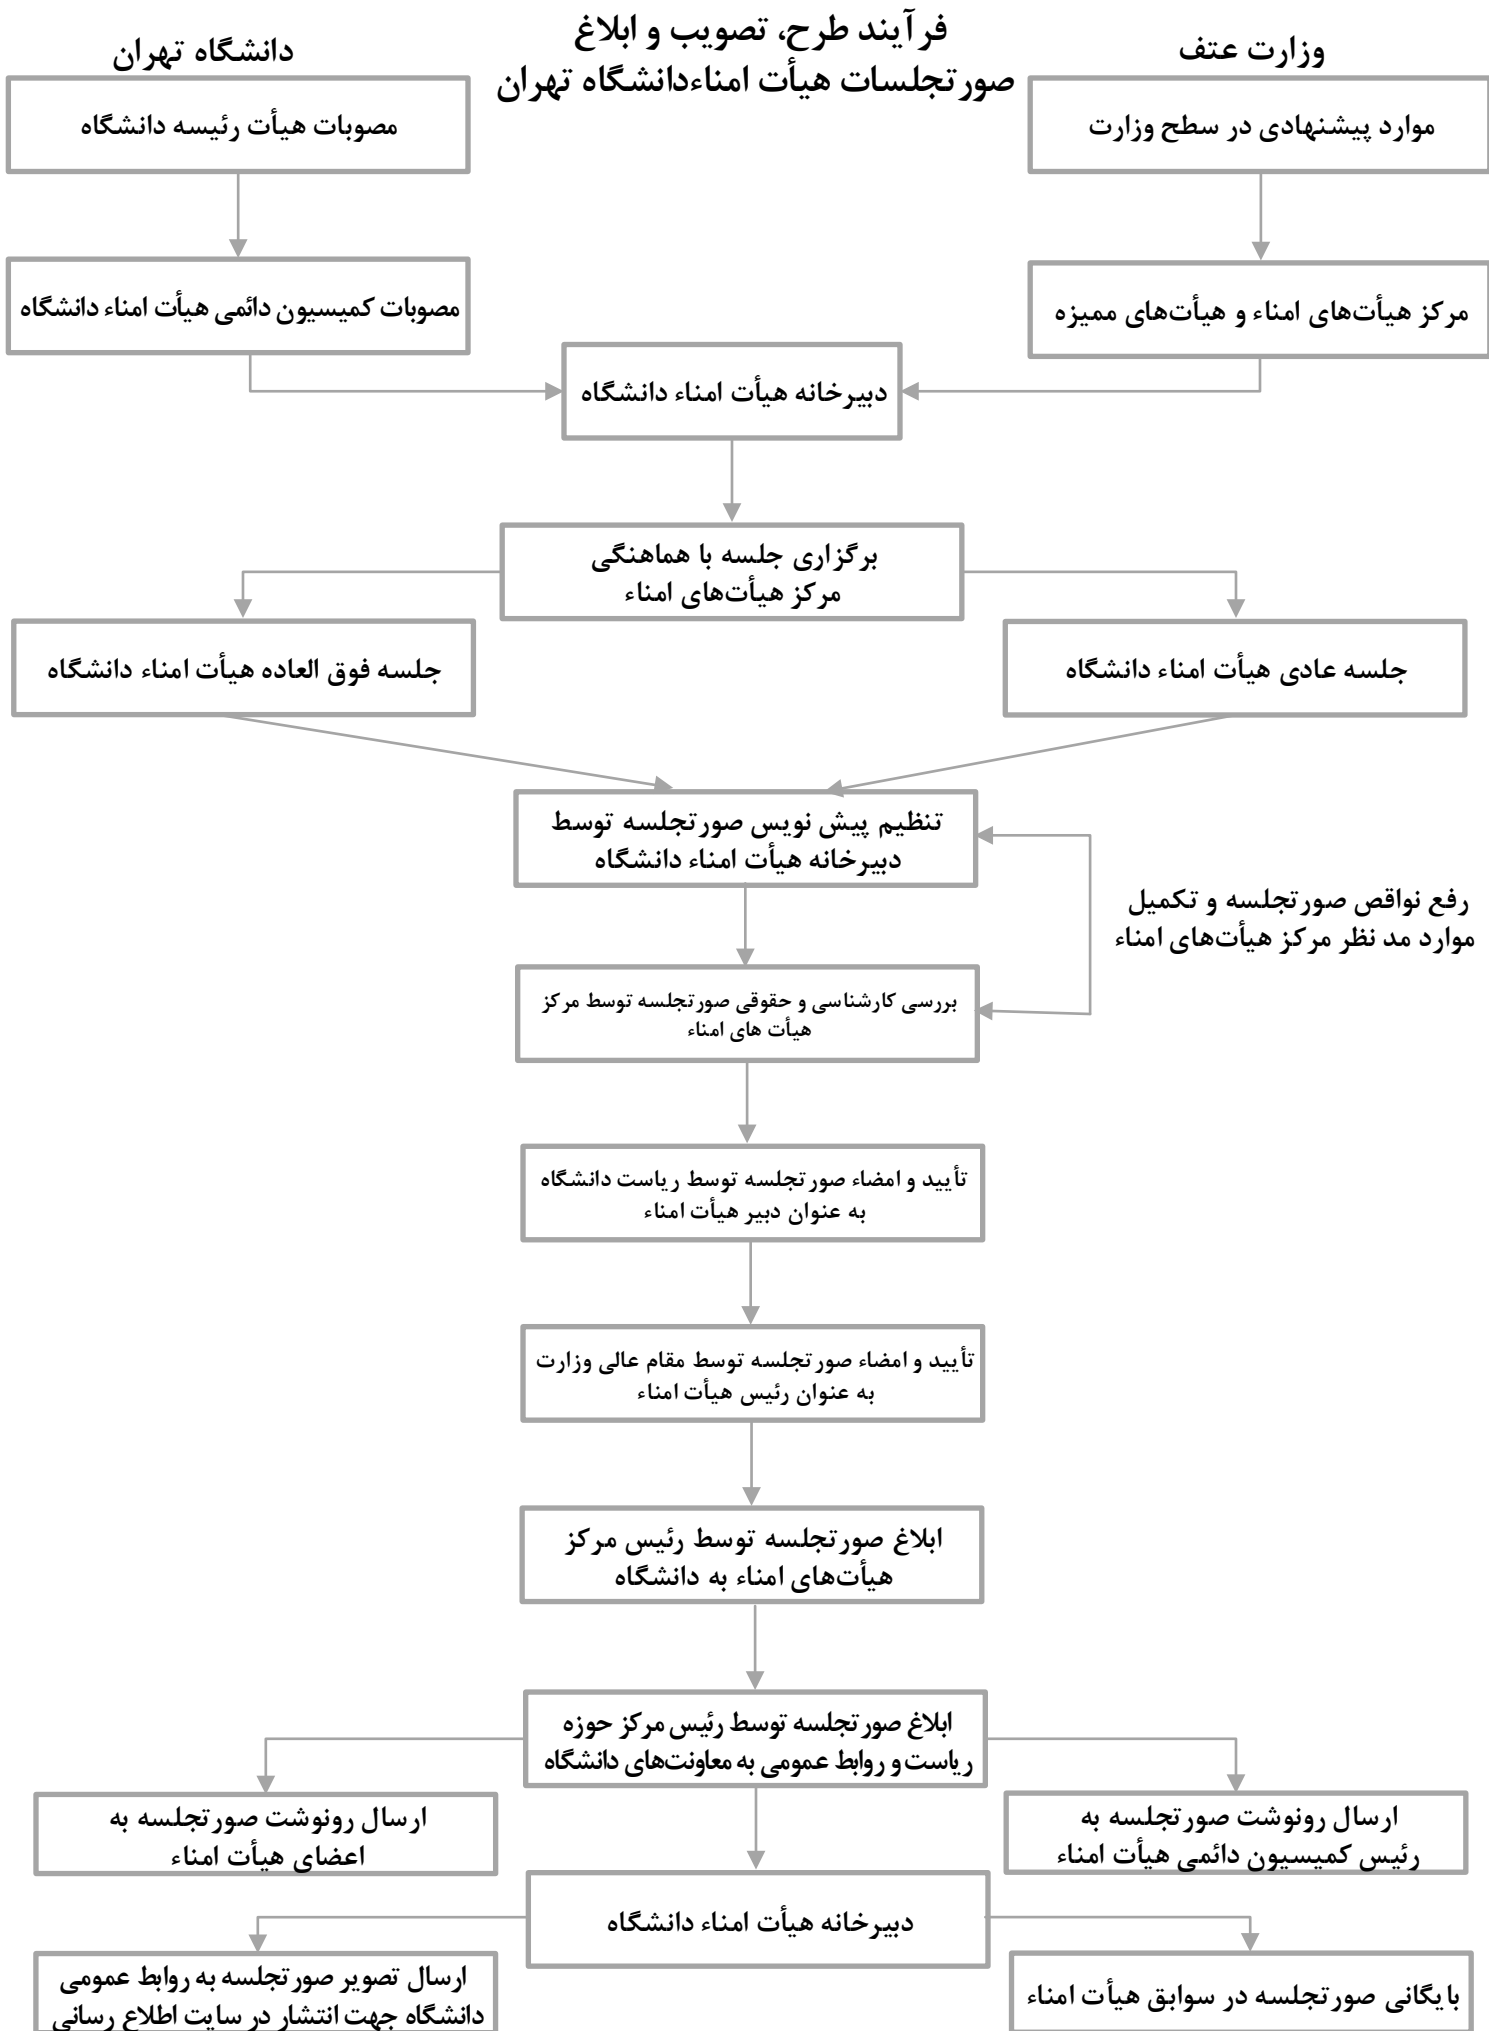 فرآیند طرح، تصویب و ابلاغ
صورتجلسات هیأت امناءدانشگاه تهران
وزارت عتف
دانشگاه تهران
موارد پیشنهادی در سطح وزارت
مصوبات هیأت رئیسه دانشگاه
مرکز هیأت‌های امناء و هیأت‌های ممیزه
مصوبات کمیسیون دائمی هیأت امناء دانشگاه
دبیرخانه هیأت امناء دانشگاه
برگزاری جلسه با هماهنگی
مرکز هیأت‌های امناء
جلسه عادی هیأت امناء دانشگاه
جلسه فوق العاده هیأت امناء دانشگاه
تنظیم پیش نویس صورتجلسه توسط
دبیرخانه هیأت امناء دانشگاه
رفع نواقص صورتجلسه و تکمیل
موارد مد نظر مرکز هیأت‌های امناء
بررسی کارشناسی و حقوقی صورتجلسه توسط مرکز
هیأت های امناء
تأیید و امضاء صورتجلسه توسط ریاست دانشگاه
به عنوان دبیر هیأت امناء
تأیید و امضاء صورتجلسه توسط مقام عالی وزارت
به عنوان رئیس هیأت امناء
ابلاغ صورتجلسه توسط رئیس مرکز
هیأت‌های امناء به دانشگاه
ابلاغ صورتجلسه توسط رئیس مرکز حوزه
ریاست و روابط عمومی به معاونت‌های دانشگاه
ارسال رونوشت صورتجلسه به
رئیس کمیسیون دائمی هیأت امناء
ارسال رونوشت صورتجلسه به
اعضای هیأت امناء
دبیرخانه هیأت امناء دانشگاه
بایگانی صورتجلسه در سوابق هیأت امناء
ارسال تصویر صورتجلسه به روابط عمومی
دانشگاه جهت انتشار در سایت اطلاع رسانی